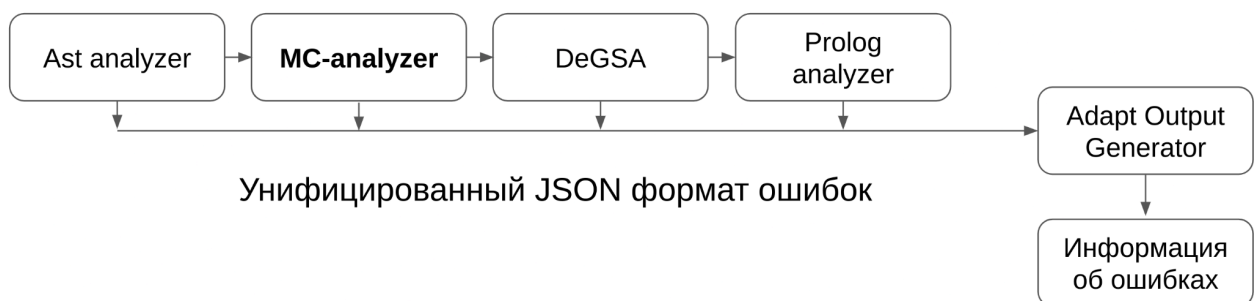 Ast analyzer
MC-analyzer
DeGSA
Prolog
analyzer
Adapt Output
Generator
Унифицированный JSON формат ошибок
Информация
об ошибках